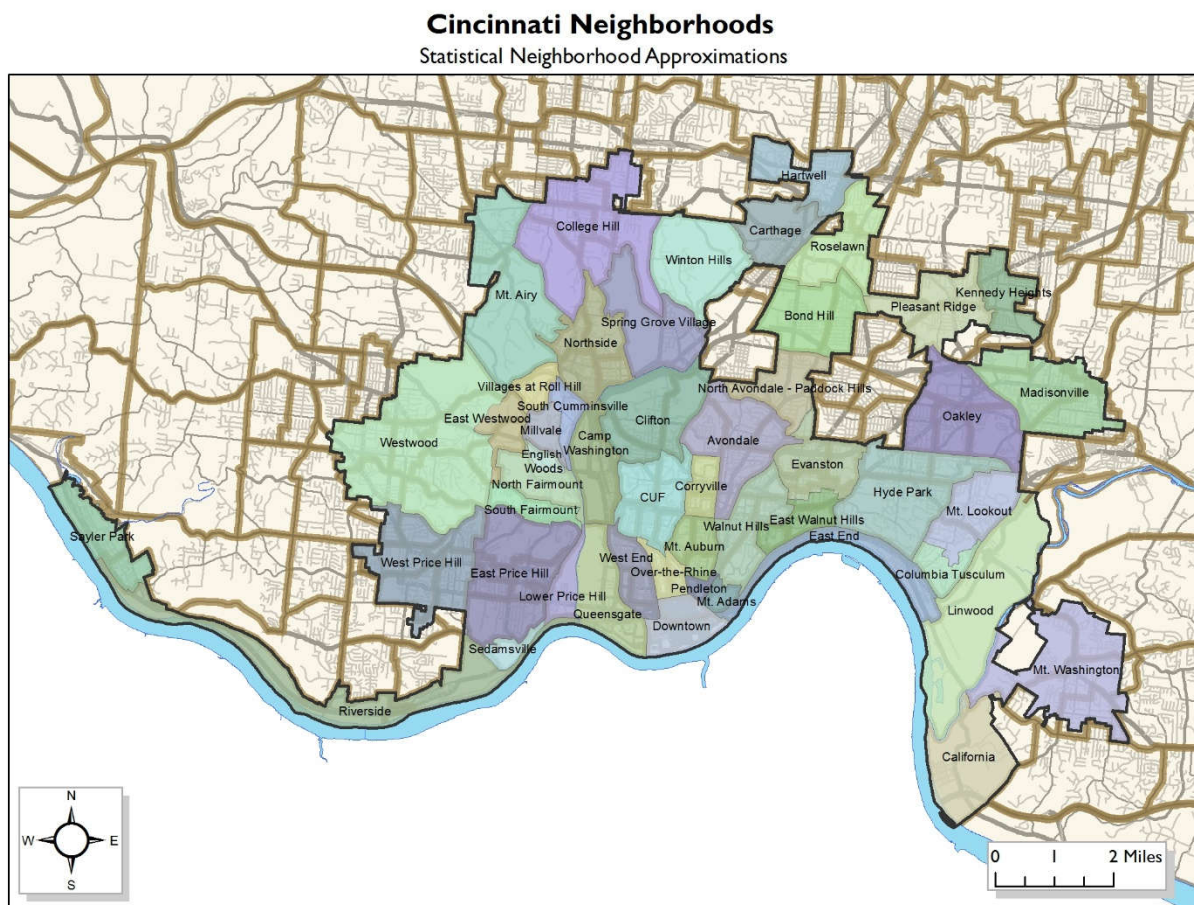 Cincinnati Neighborhoods
Statistical Neighborhood Approximations
Hartwell
College Hill
Carthage
Roselawn
Winton Hills
Mt. Airy
Kennedy Heights
Pleasant Ridge
Bond Hill
Spring Grove Village
Northside
Villages at Roll Hill
North Avondale - Paddock Hills
Madisonville
South Cumminsville
East Westwood
Oakley
Clifton
Millvale
Westwood
Camp
Washington
Avondale
English
Woods
Evanston
North Fairmount
Corryville
Hyde Park
CUF
South Fairmount
Mt. Lookout
East Walnut Hills
Walnut Hills
Sayler Park
East End
Mt. Auburn
West End
West Price Hill
Over-the-Rhine
East Price Hill
Columbia Tusculum
Pendleton
Lower Price Hill
Mt. Adams
Linwood
Queensgate
Downtown
Sedamsville
Mt. Washington
Riverside
California
N
W
E
S
0 1 2 Miles